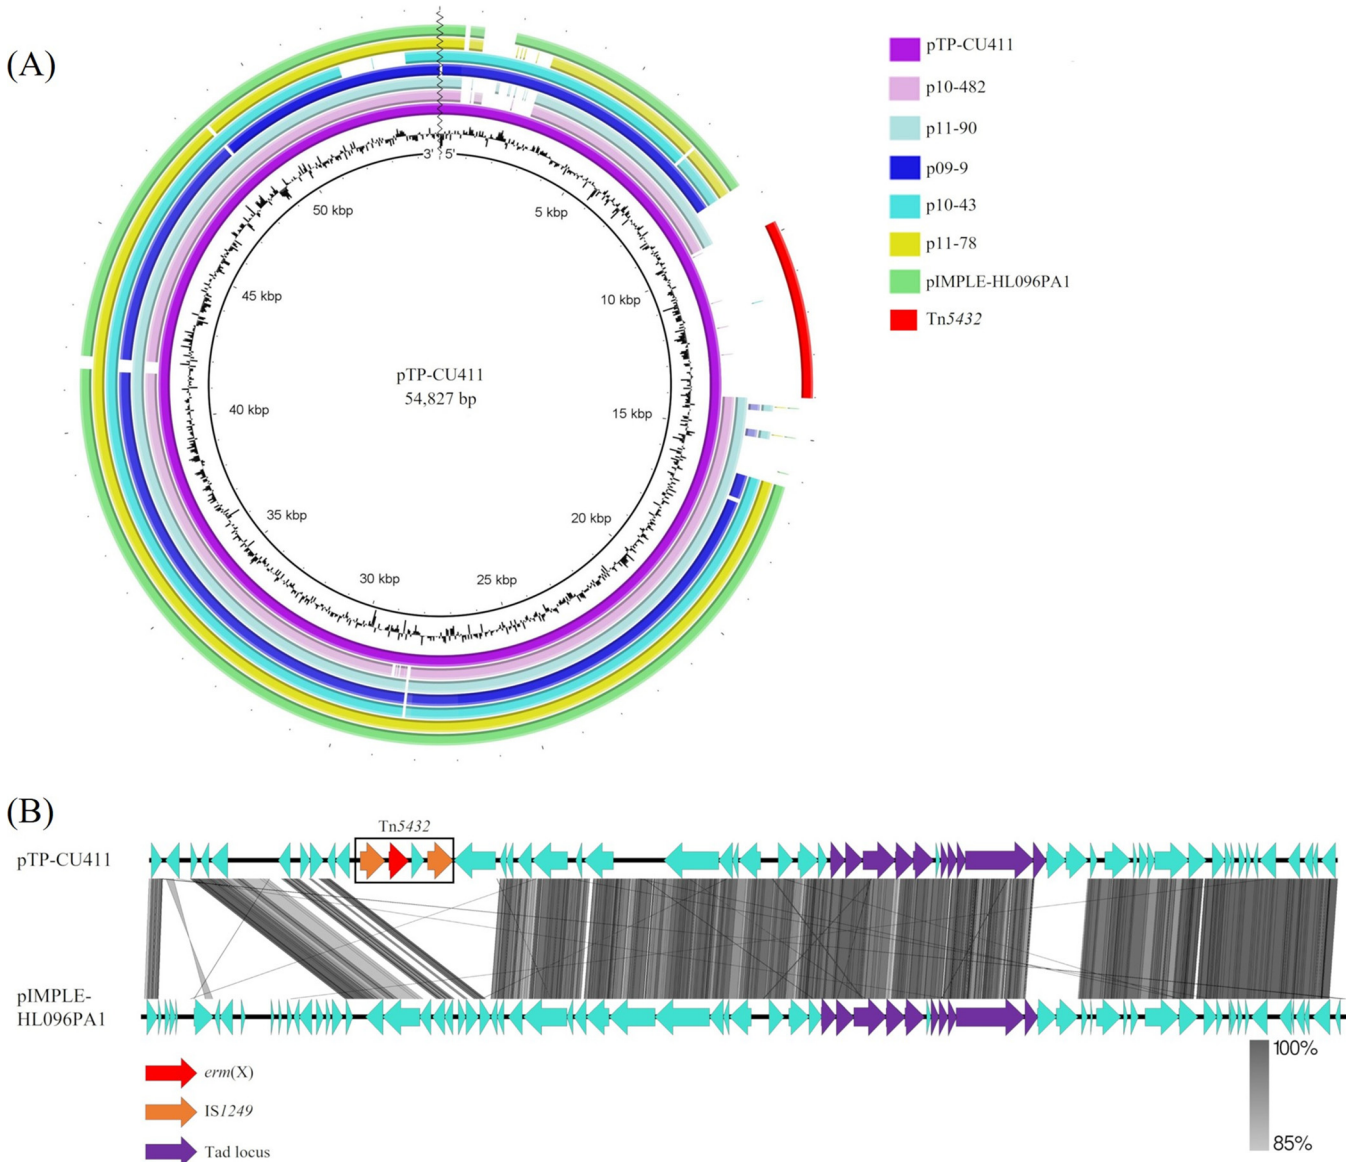 (A)
pTP-CU411
p10-482
p11-90
p09-9
p10-43
p11-78
pIMPLE-HL096PA1
Tn5432
3' 5'
50 kbp
5 kbp
45 kbp
10 kbp
pTP-CU411
54,827 bp
40 kbp
15 kbp
35 kbp
20 kbp
30 kbp
25 kbp
(B)
Tn5432
pTP-CU411
pIMPLE-
HL096PA1
100%
85%
erm(X)
IS1249
Tad locus